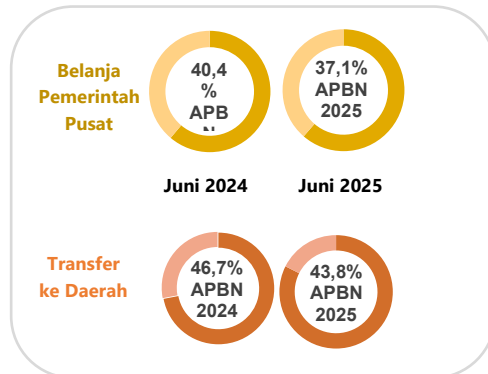 Belanja
Pemerintah
Pusat
40,4
%
APB
37,1%
APBN
2025
Juni 2024
Juni 2025
Transfer
ke Daerah
46,7%
APBN
2024
43,8%
APBN
2025